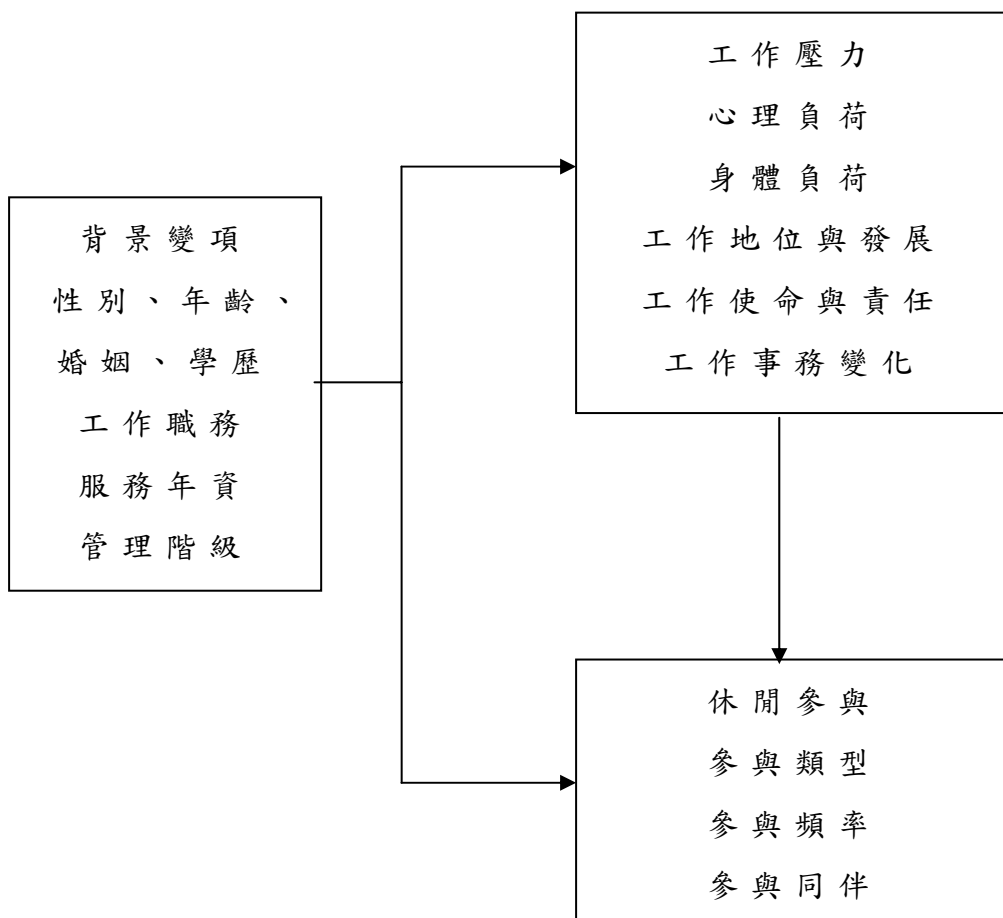 工作壓力
心理負荷
身體負荷
工作地位與發展
工作使命與責任
工作事務變化
背景變項
性別、年齡、
婚姻、學歷
工作職務
服務年資
管理階級
休閒參與
參與類型
參與頻率
參與同伴